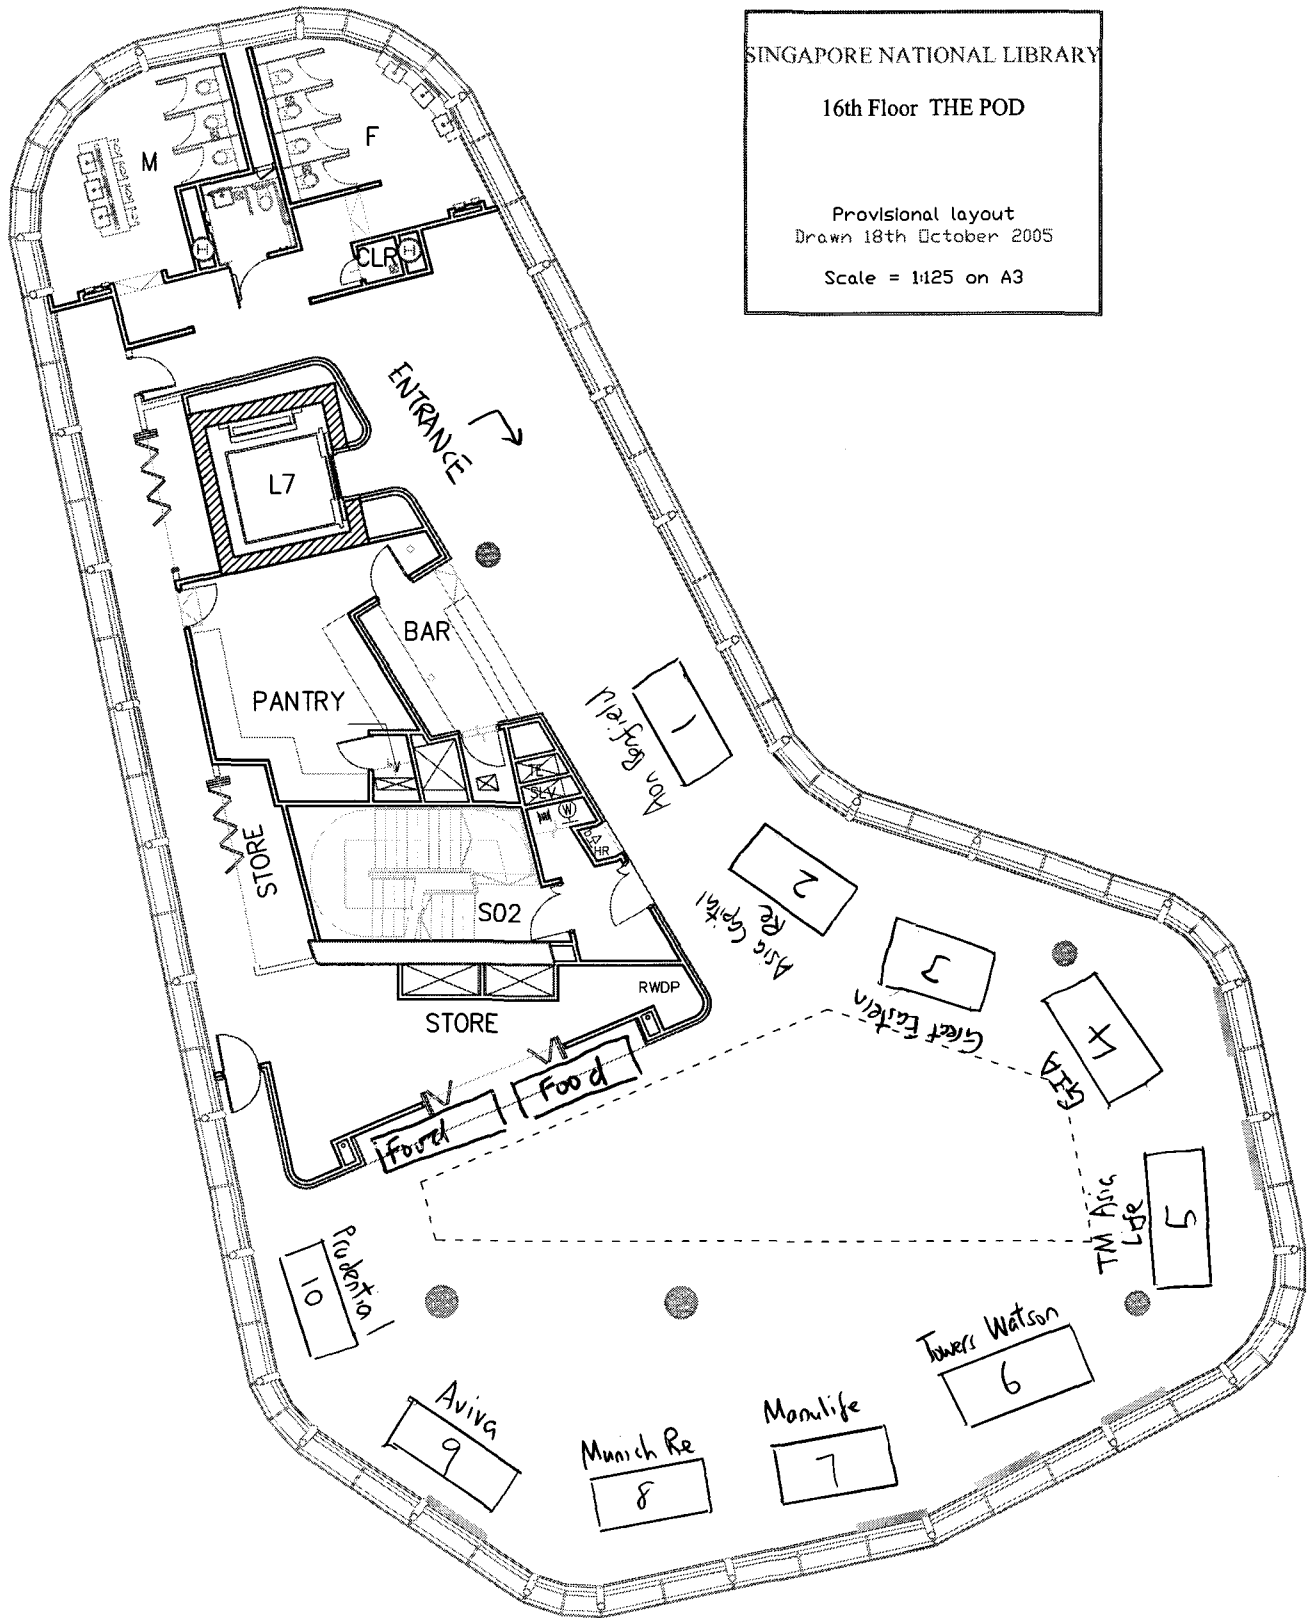 SINGAPORE NATIONAL LIBRARY
16th Floor THE POD
Provisional layout
Drawn 18th October 2005
Scale = 1:125 on A3
M
F
H
CLR
H
ENTRANCE
L7
BAR
PANTRY
1
Aon Benfield
SLV
W
HR
STORE
S02
2
Asia Capital
Re
3
Great Eastern
RWDP
STORE
4
GIA
Food
Food
5
TM Asia
Life
10
Prudential
Towers Watson
6
Manulife
7
Munich Re
8
Aviva
9